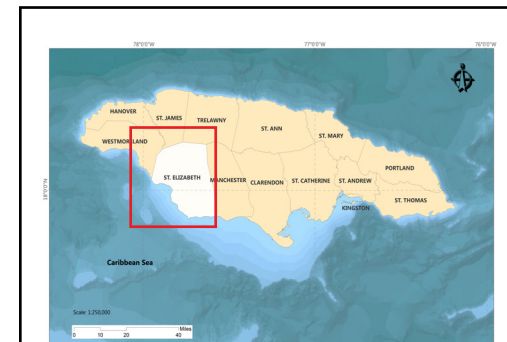 78°0'0"W 77°0'0"W 76°0'0"W
HANOVER
ST. JAMES
TRELAWNY
ST. ANN
ST. MARY
WESTMORELAND
PORTLAND
ST. ELIZABETH
MANCHESTER
CLARENDON
ST. CATHERINE
ST. ANDREW
ST. THOMAS
KINGSTON
18°0'0"N
Caribbean Sea
Scale: 1:250,000
Miles
0 10 20 40